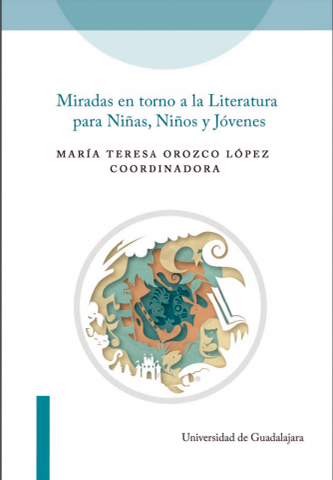 Miradas en torno a la Literatura
para Niñas, Niños y Jóvenes
MARÍA TERESA OROZCO LÓPEZ
COORDINADORA
Universidad de Guadalajara